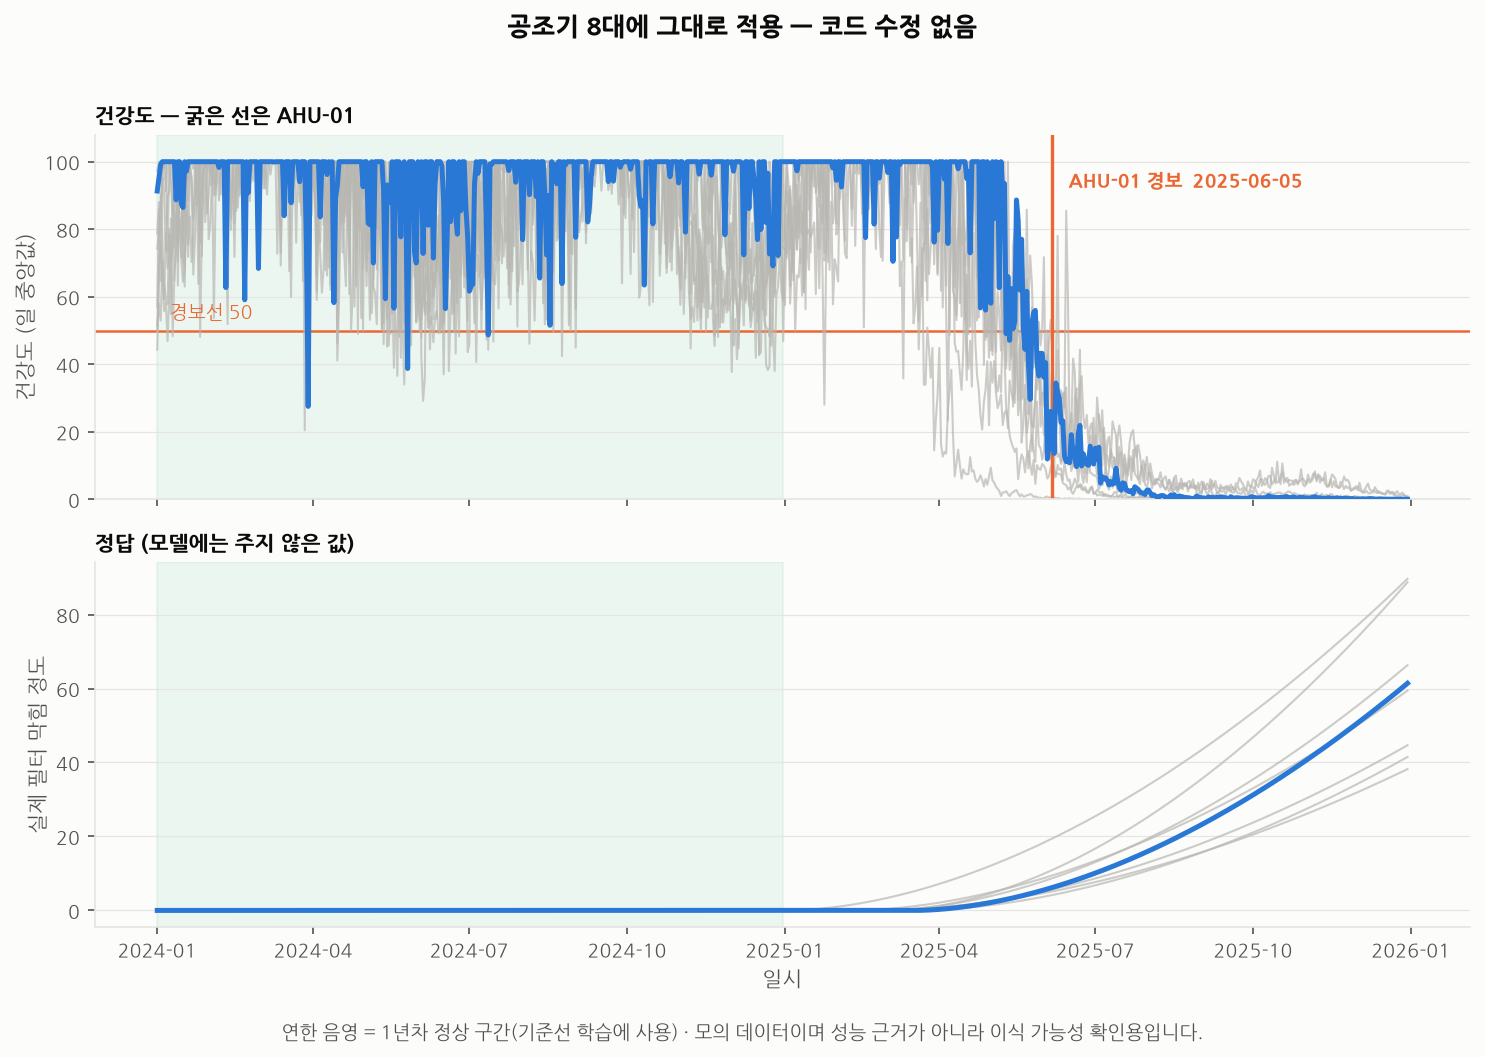 공조기 8대에 그대로 적용 — 코드 수정 없음
건강도 — 굵은 선은 AHU-01
건강도 (일 중앙값)
100
80
60
40
20
0
경보선 50
AHU-01 경보 2025-06-05
정답 (모델에는 주지 않은 값)
실제 필터 막힘 정도
80
60
40
20
0
2024-01
2024-04
2024-07
2024-10
2025-01
2025-04
2025-07
2025-10
2026-01
일시
연한 음영 = 1년차 정상 구간(기준선 학습에 사용) · 모의 데이터이며 성능 근거가 아니라 이식 가능성 확인용입니다.